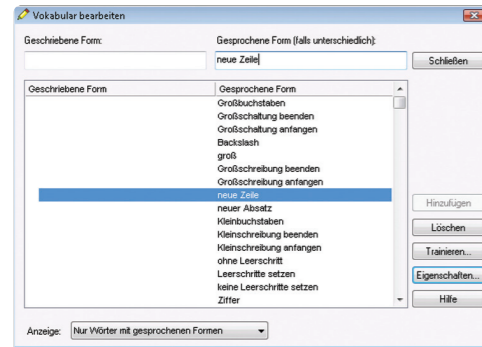 Vokabular bearbeiten
Geschriebene Form: Gesprochene Form (falls unterschiedlich):
neue Zeile Schließen
Geschriebene Form Gesprochene Form
Großbuchstaben
Großschaltung beenden
Großschaltung anfangen
Backslash
groß
Großschreibung beenden
Großschreibung anfangen
neue Zeile
neuer Absatz
Kleinbuchstaben
Kleinschreibung beenden
Kleinschreibung anfangen
ohne Leerschritt
Leerschritte setzen
keine Leerschritte setzen
Ziffer
Hinzufügen
Löschen
Trainieren...
Eigenschaften...
Hilfe
Anzeige: Nur Wörter mit gesprochenen Formen